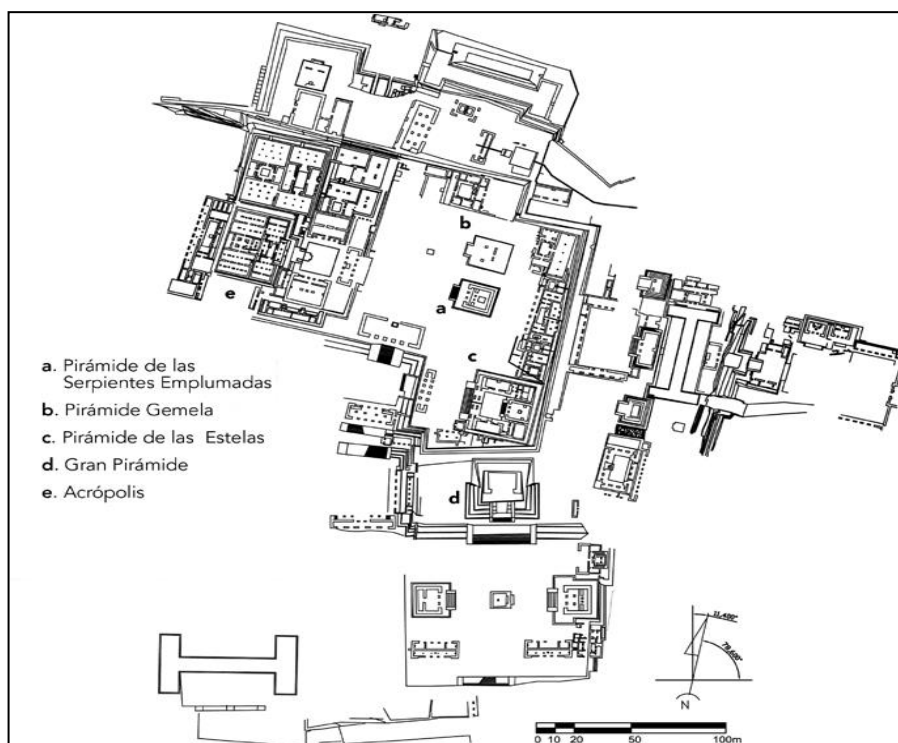 b
a
e
c
a. Pirámide de las
Serpientes Emplumadas
b. Pirámide Gemela
c. Pirámide de las Estelas
d. Gran Pirámide
e. Acrópolis
d
N
0 10 20 50 100m